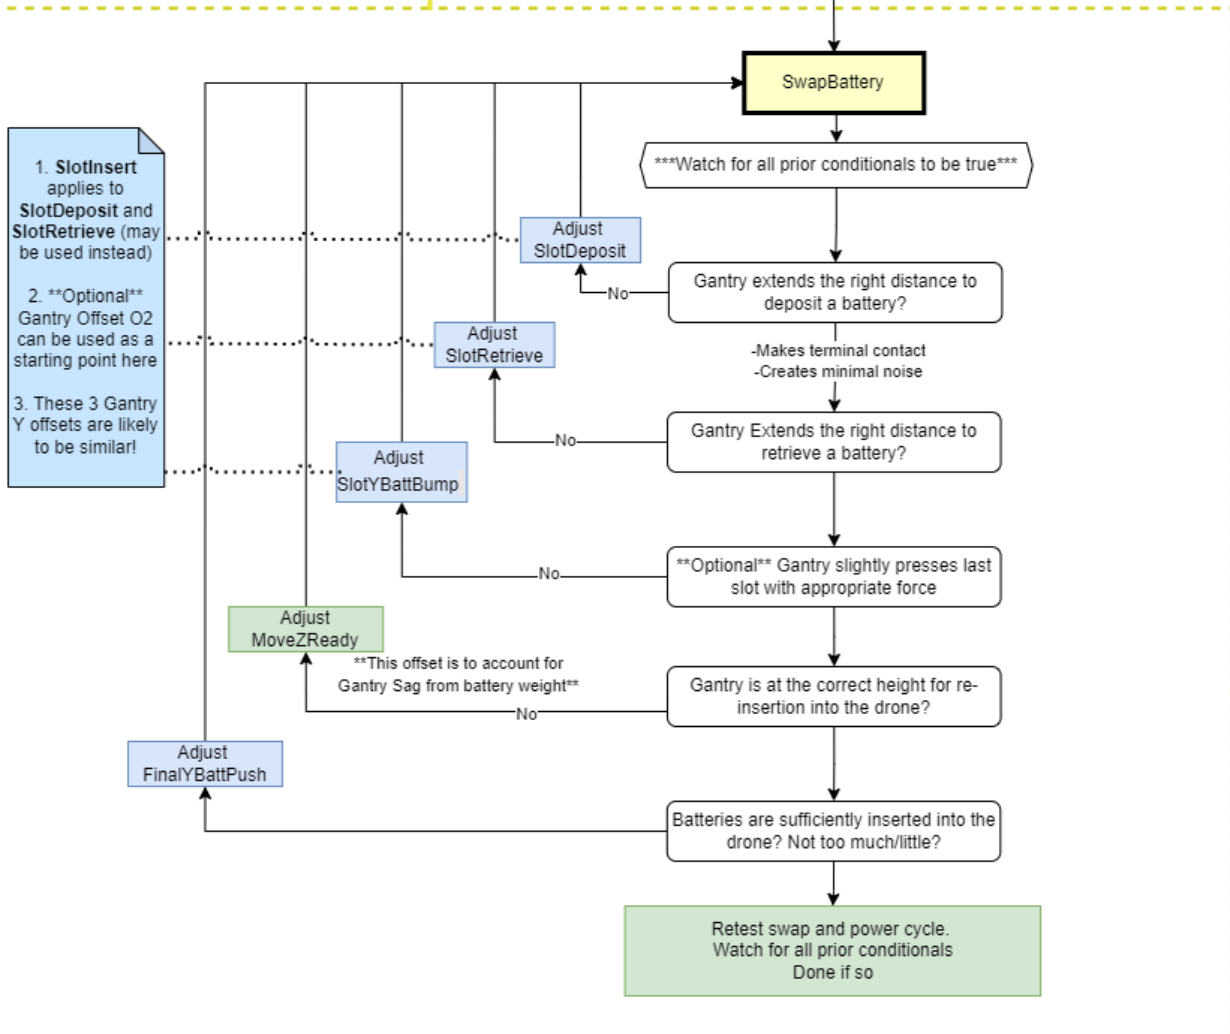 SwapBattery
***Watch for all prior conditionals to be true***
1. SlotInsert
applies to
SlotDeposit and
SlotRetrieve (may
be used instead)
2. **Optional**
Gantry Offset O2
can be used as a
starting point here
3. These 3 Gantry
Y offsets are likely
to be similar!
Adjust
SlotDeposit
No
Gantry extends the right distance to
deposit a battery?
-Makes terminal contact
-Creates minimal noise
Adjust
SlotRetrieve
No
Gantry Extends the right distance to
retrieve a battery?
Adjust
SlotYBattBump
No
**Optional** Gantry slightly presses last
slot with appropriate force
Adjust
MoveZReady
**This offset is to account for
Gantry Sag from battery weight**
No
Gantry is at the correct height for re-
insertion into the drone?
Adjust
FinalYBattPush
Batteries are sufficiently inserted into the
drone? Not too much/little?
Retest swap and power cycle.
Watch for all prior conditionals
Done if so